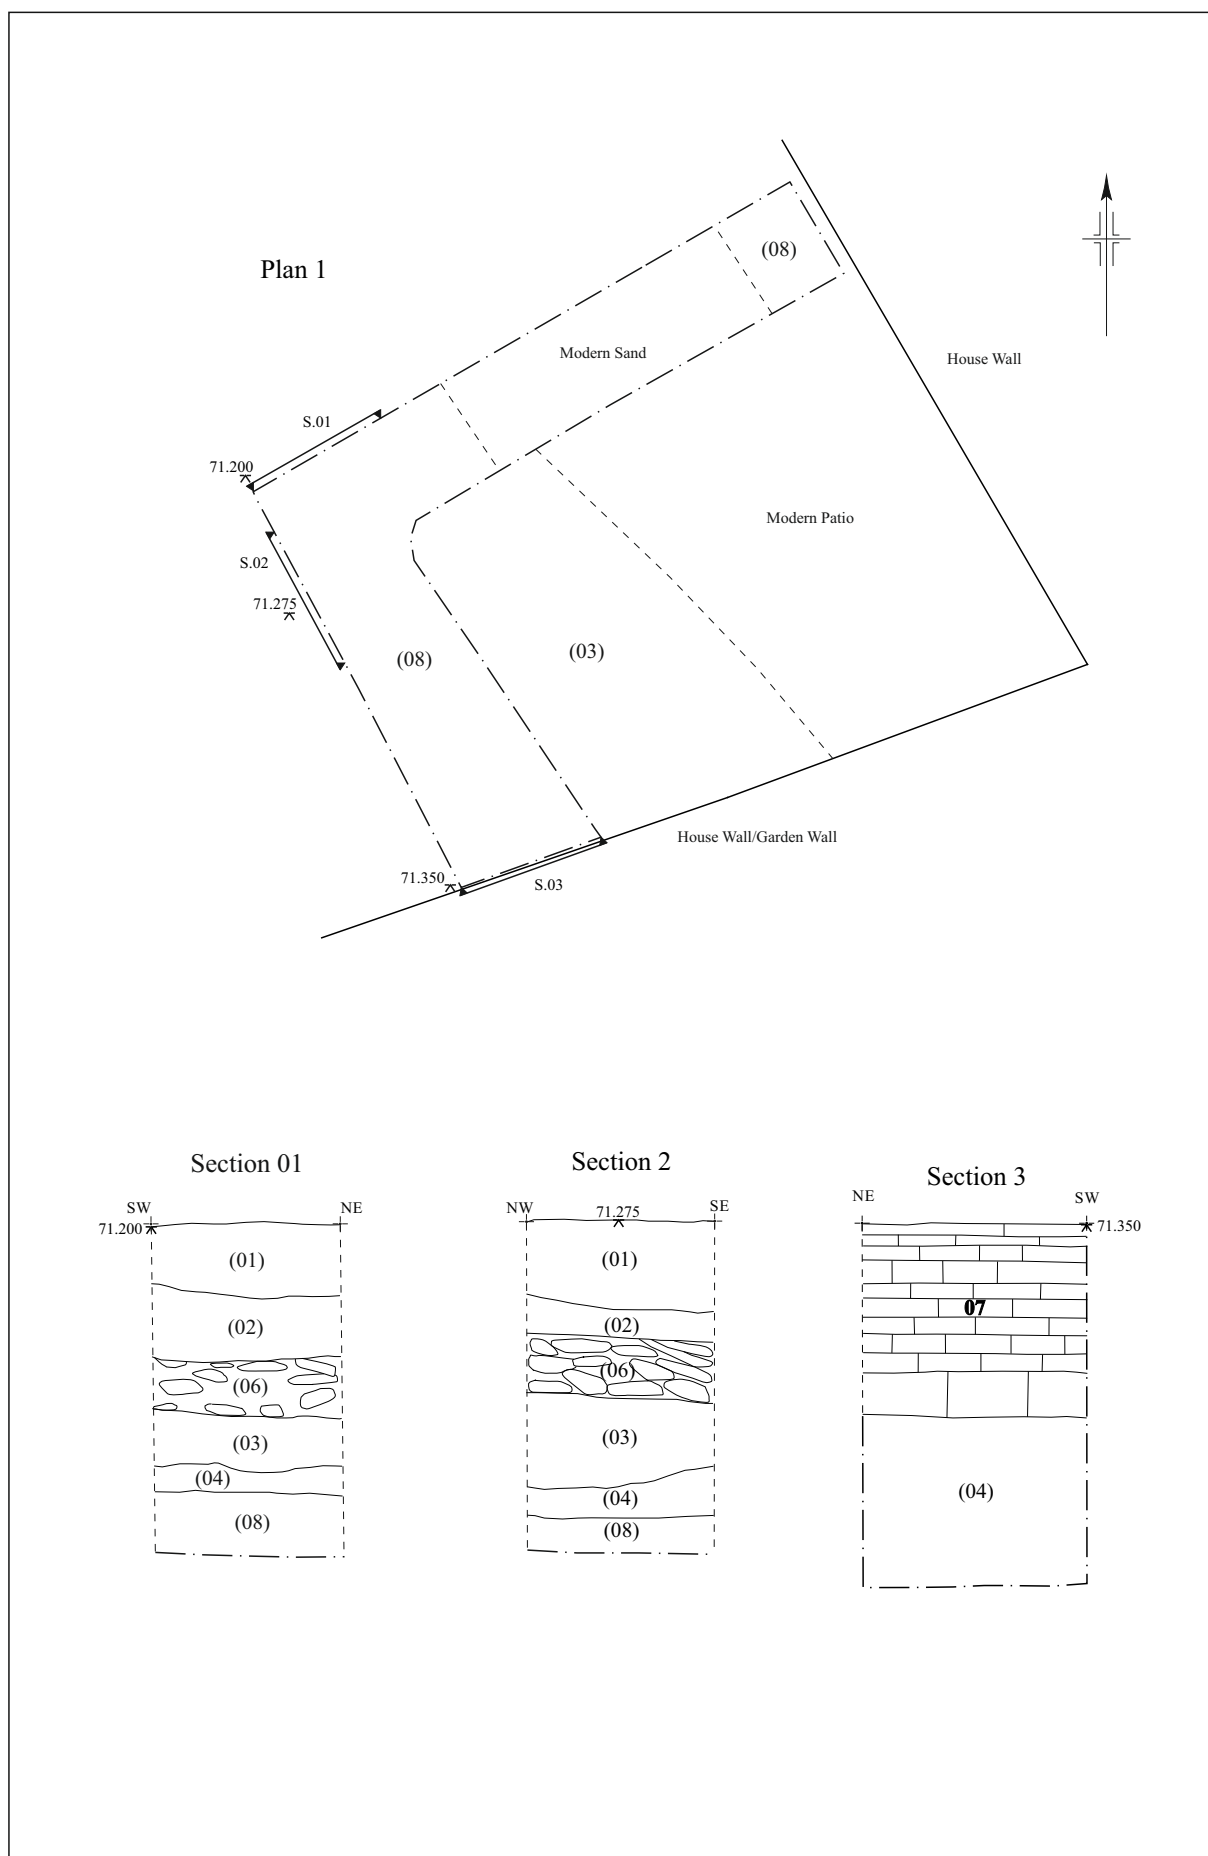 Plan 1
(08)
Modern Sand
House Wall
S.01
71.200
Modern Patio
S.02
71.275
(08)
(03)
House Wall/Garden Wall
71.350
S.03
Section 01
SW
NE
71.200
(01)
(02)
(06)
(03)
(04)
(08)
Section 2
NW
71.275
SE
(01)
(02)
(06)
(03)
(04)
(08)
Section 3
NE
SW
71.350
07
(04)